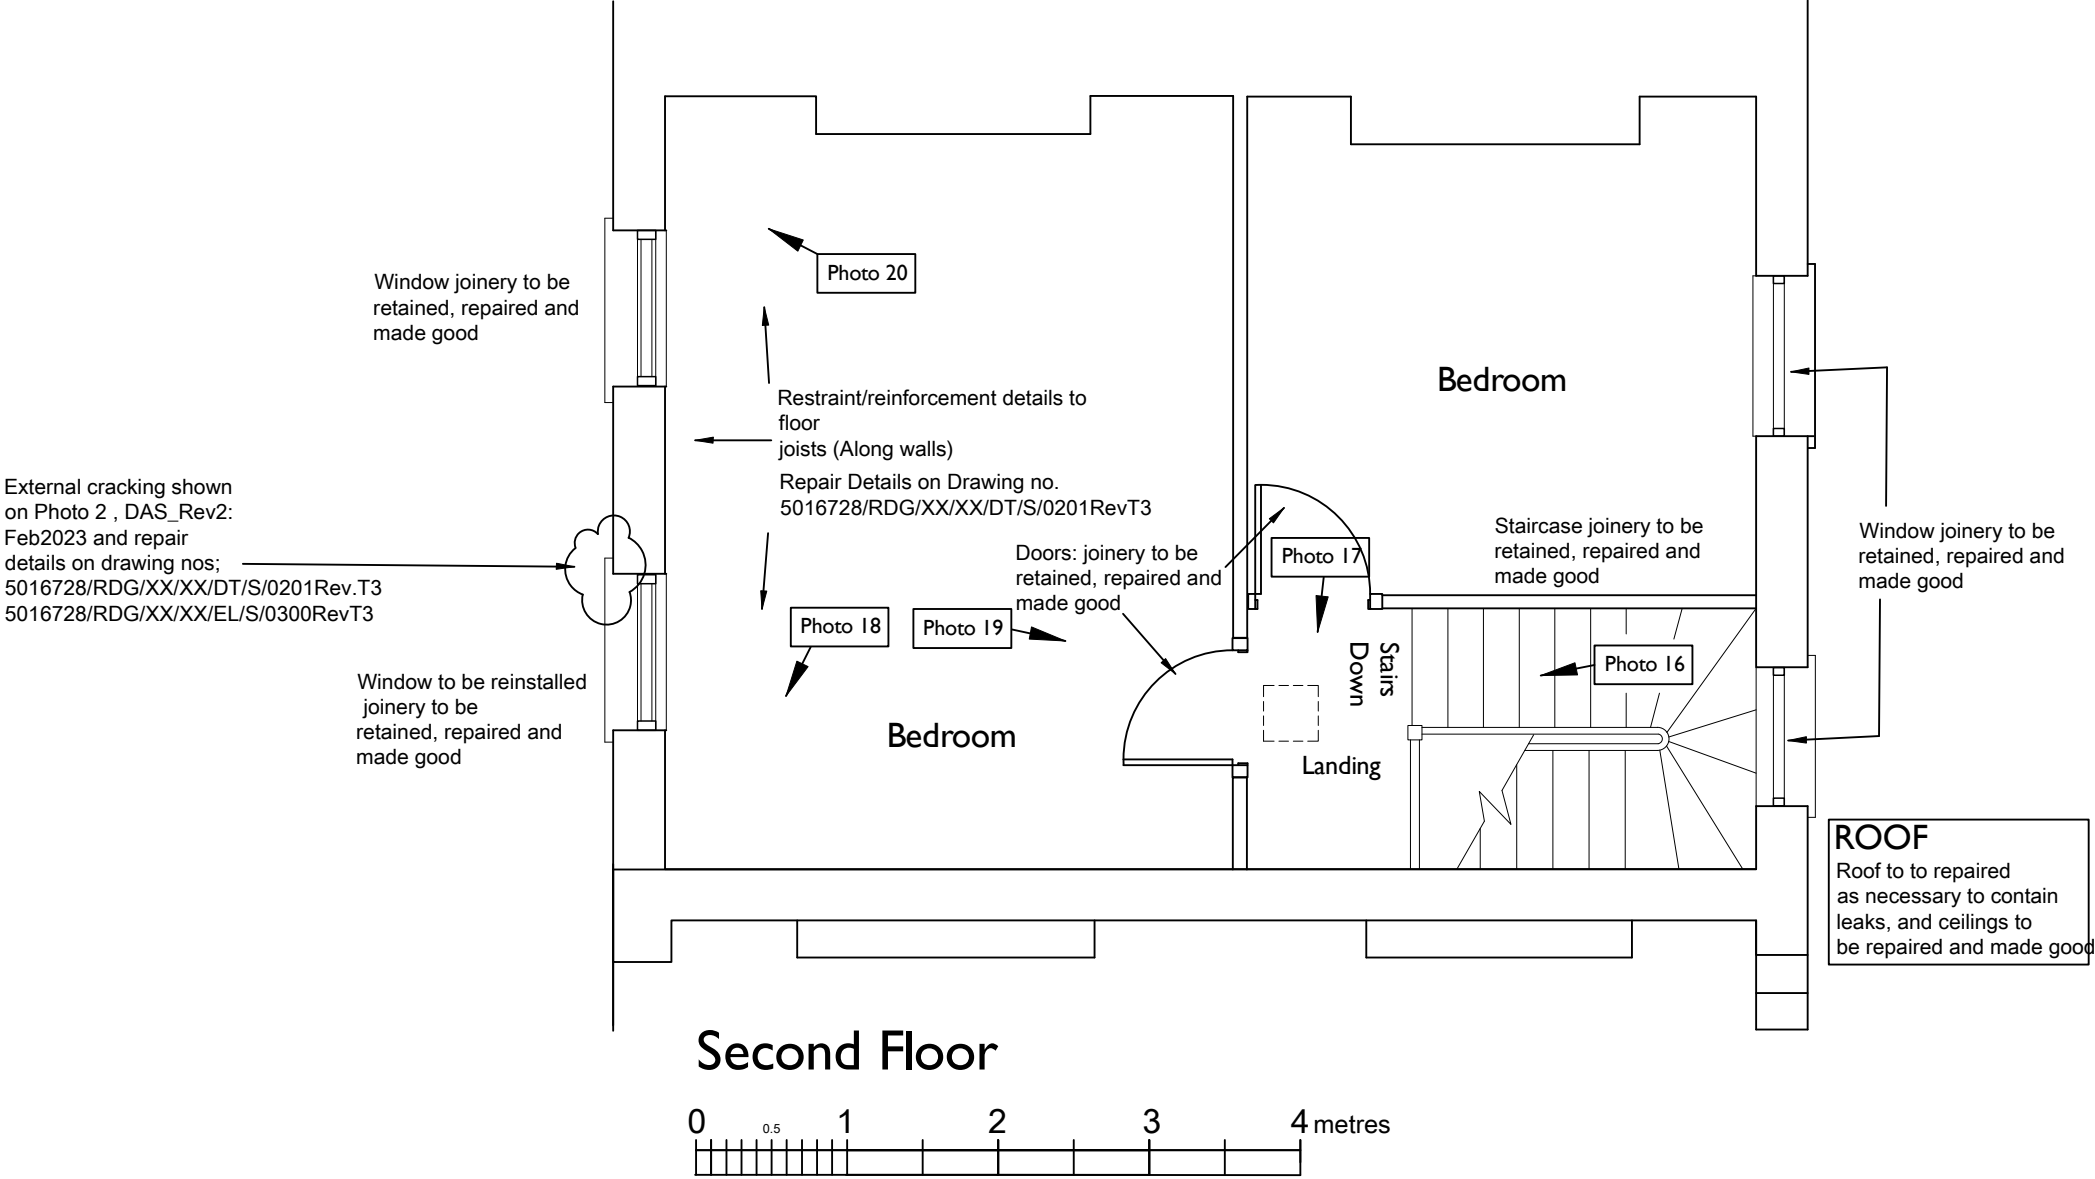 Photo 20
Window joinery to be
retained, repaired and
made good
Bedroom
Restraint/reinforcement details to
floor
joists (Along walls)
Repair Details on Drawing no.
5016728/RDG/XX/XX/DT/S/0201RevT3
External cracking shown
on Photo 2 , DAS_Rev2:
Feb2023 and repair
details on drawing nos;
5016728/RDG/XX/XX/DT/S/0201Rev.T3
5016728/RDG/XX/XX/EL/S/0300RevT3
Doors: joinery to be
retained, repaired and
made good
Photo 17
Staircase joinery to be
retained, repaired and
made good
Window joinery to be
retained, repaired and
made good
Photo 18
Photo 19
Stairs
Down
Photo 16
Window to be reinstalled
joinery to be
retained, repaired and
made good
Bedroom
Landing
ROOF
Roof to to repaired
as necessary to contain
leaks, and ceilings to
be repaired and made good
Second Floor
0 0.5 1 2 3 4 metres